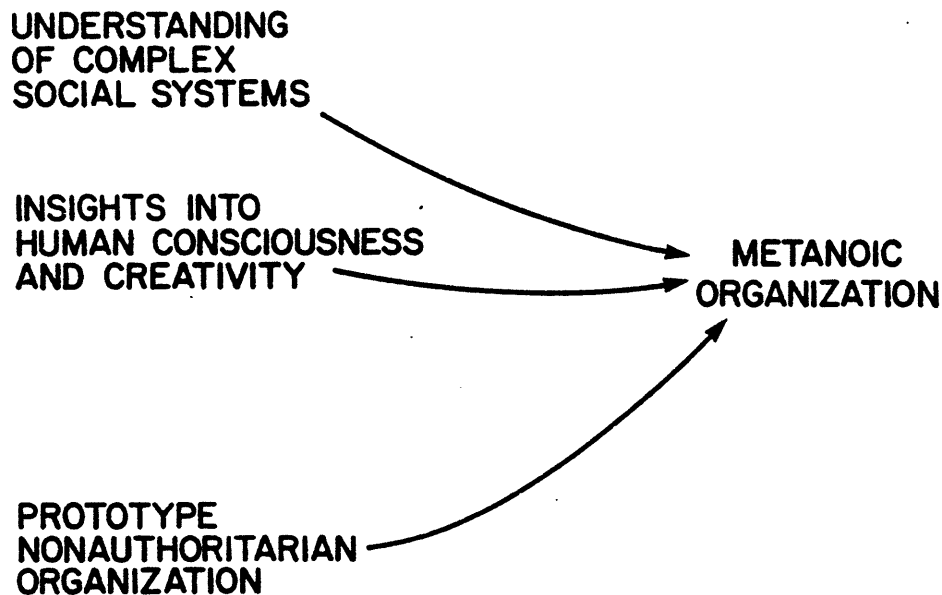 UNDERSTANDING
OF COMPLEX
SOCIAL SYSTEMS
INSIGHTS INTO
HUMAN CONSCIOUSNESS
AND CREATIVITY
METANOIC
ORGANIZATION
PROTOTYPE
NONAUTHORITARIAN
ORGANIZATION